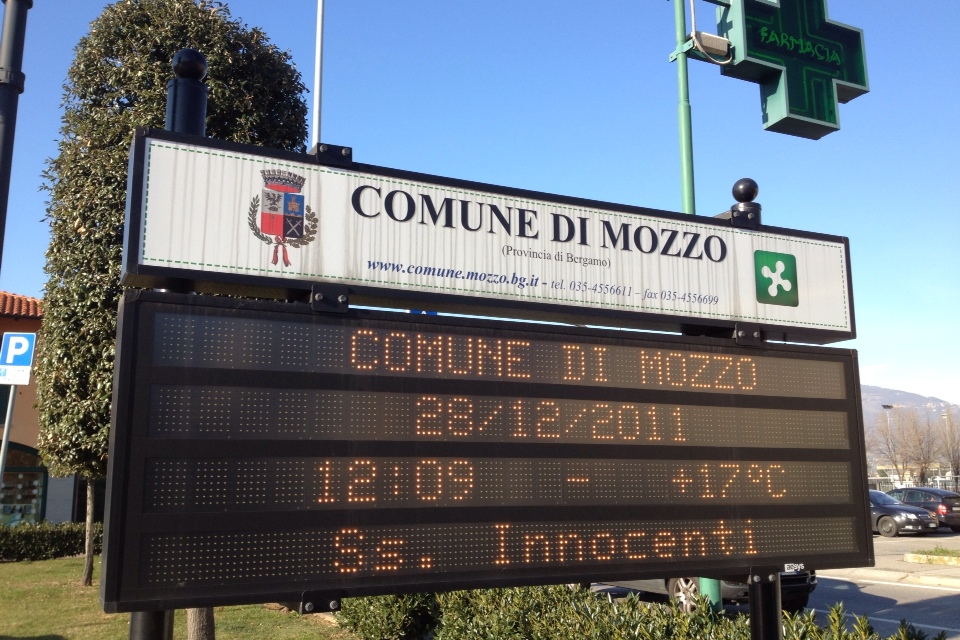 FARMACIA
COMUNE DI MOZZO
(Provincia di Bergamo)
www.comune.mozzo.bg.it - tel. 035-4556611 - fax 035-4556699
P
COMUNE DI MOZZO
28/12/2011
12:09 - +17°C
Ss. Innocenti